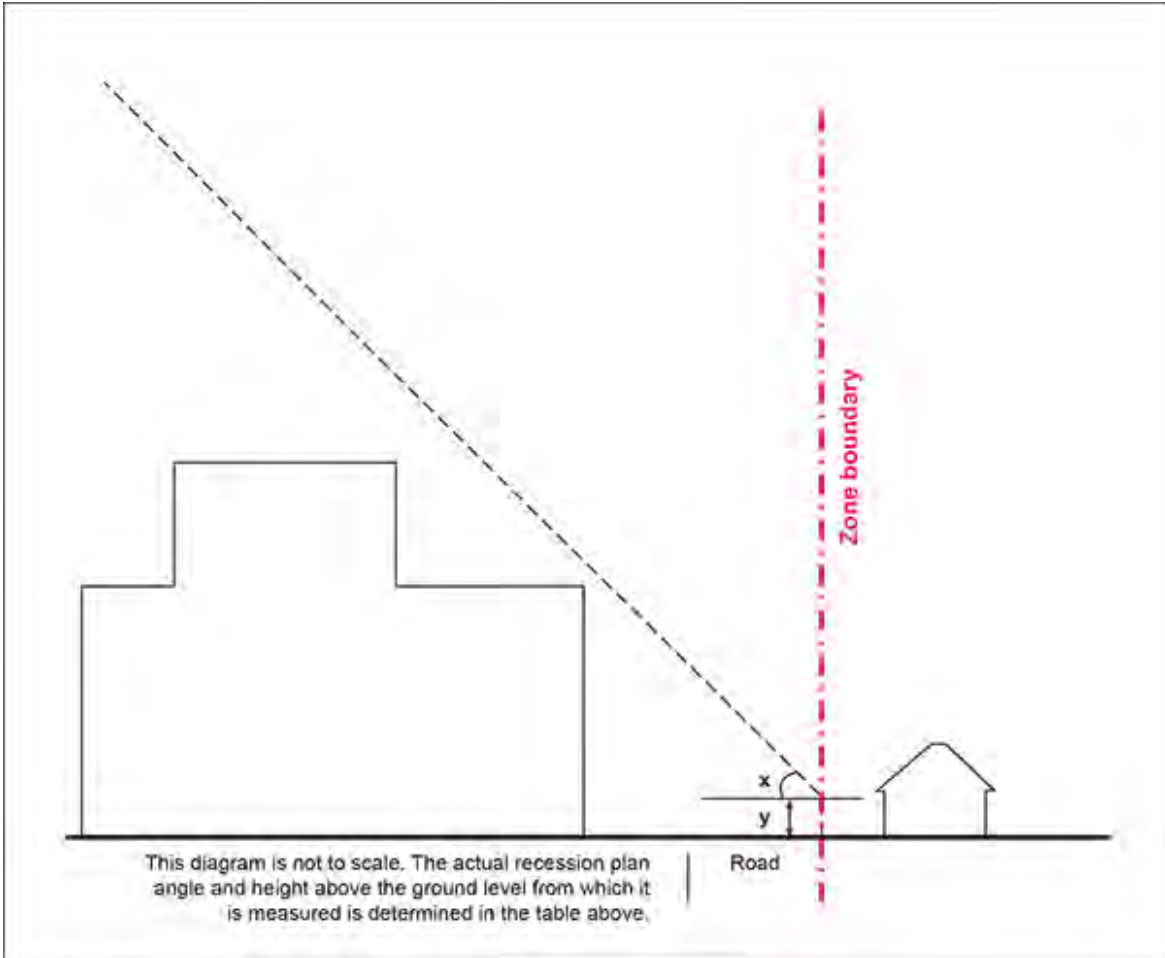 Zone boundary
x
y
This diagram is not to scale. The actual recession plan
angle and height above the ground level from which it
is measured is determined in the table above.
Road